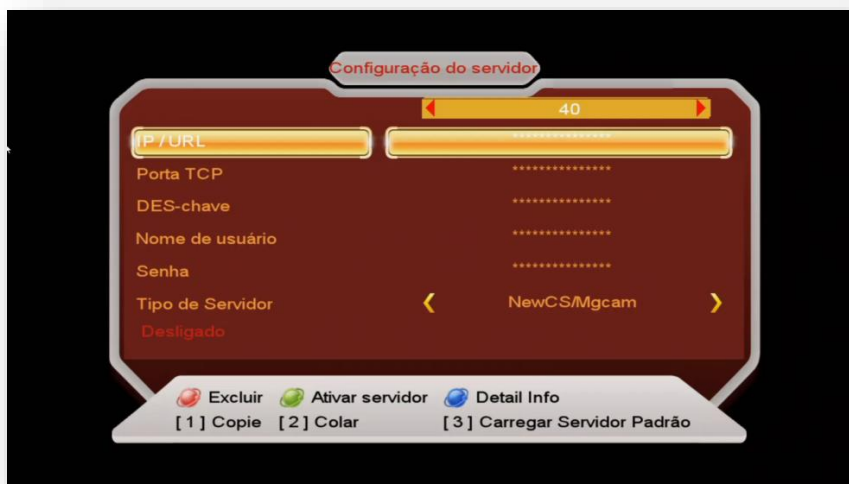 Configuração do servidor
40
IP/URL ***************
Porta TCP ***************
DES-chave ***************
Nome de usuário ***************
Senha ***************
Tipo de Servidor NewCS/Mgcam
Desligado
Excluir Ativar servidor Detail Info
[1] Copie [2] Colar [3] Carregar Servidor Padrão